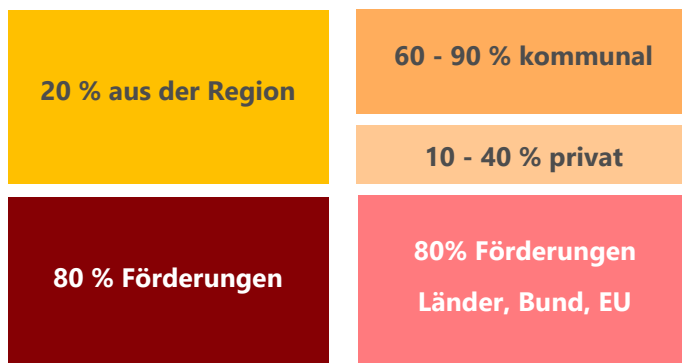 20 % aus der Region
60 - 90 % kommunal
10 - 40 % privat
80 % Förderungen
80% Förderungen
Länder, Bund, EU